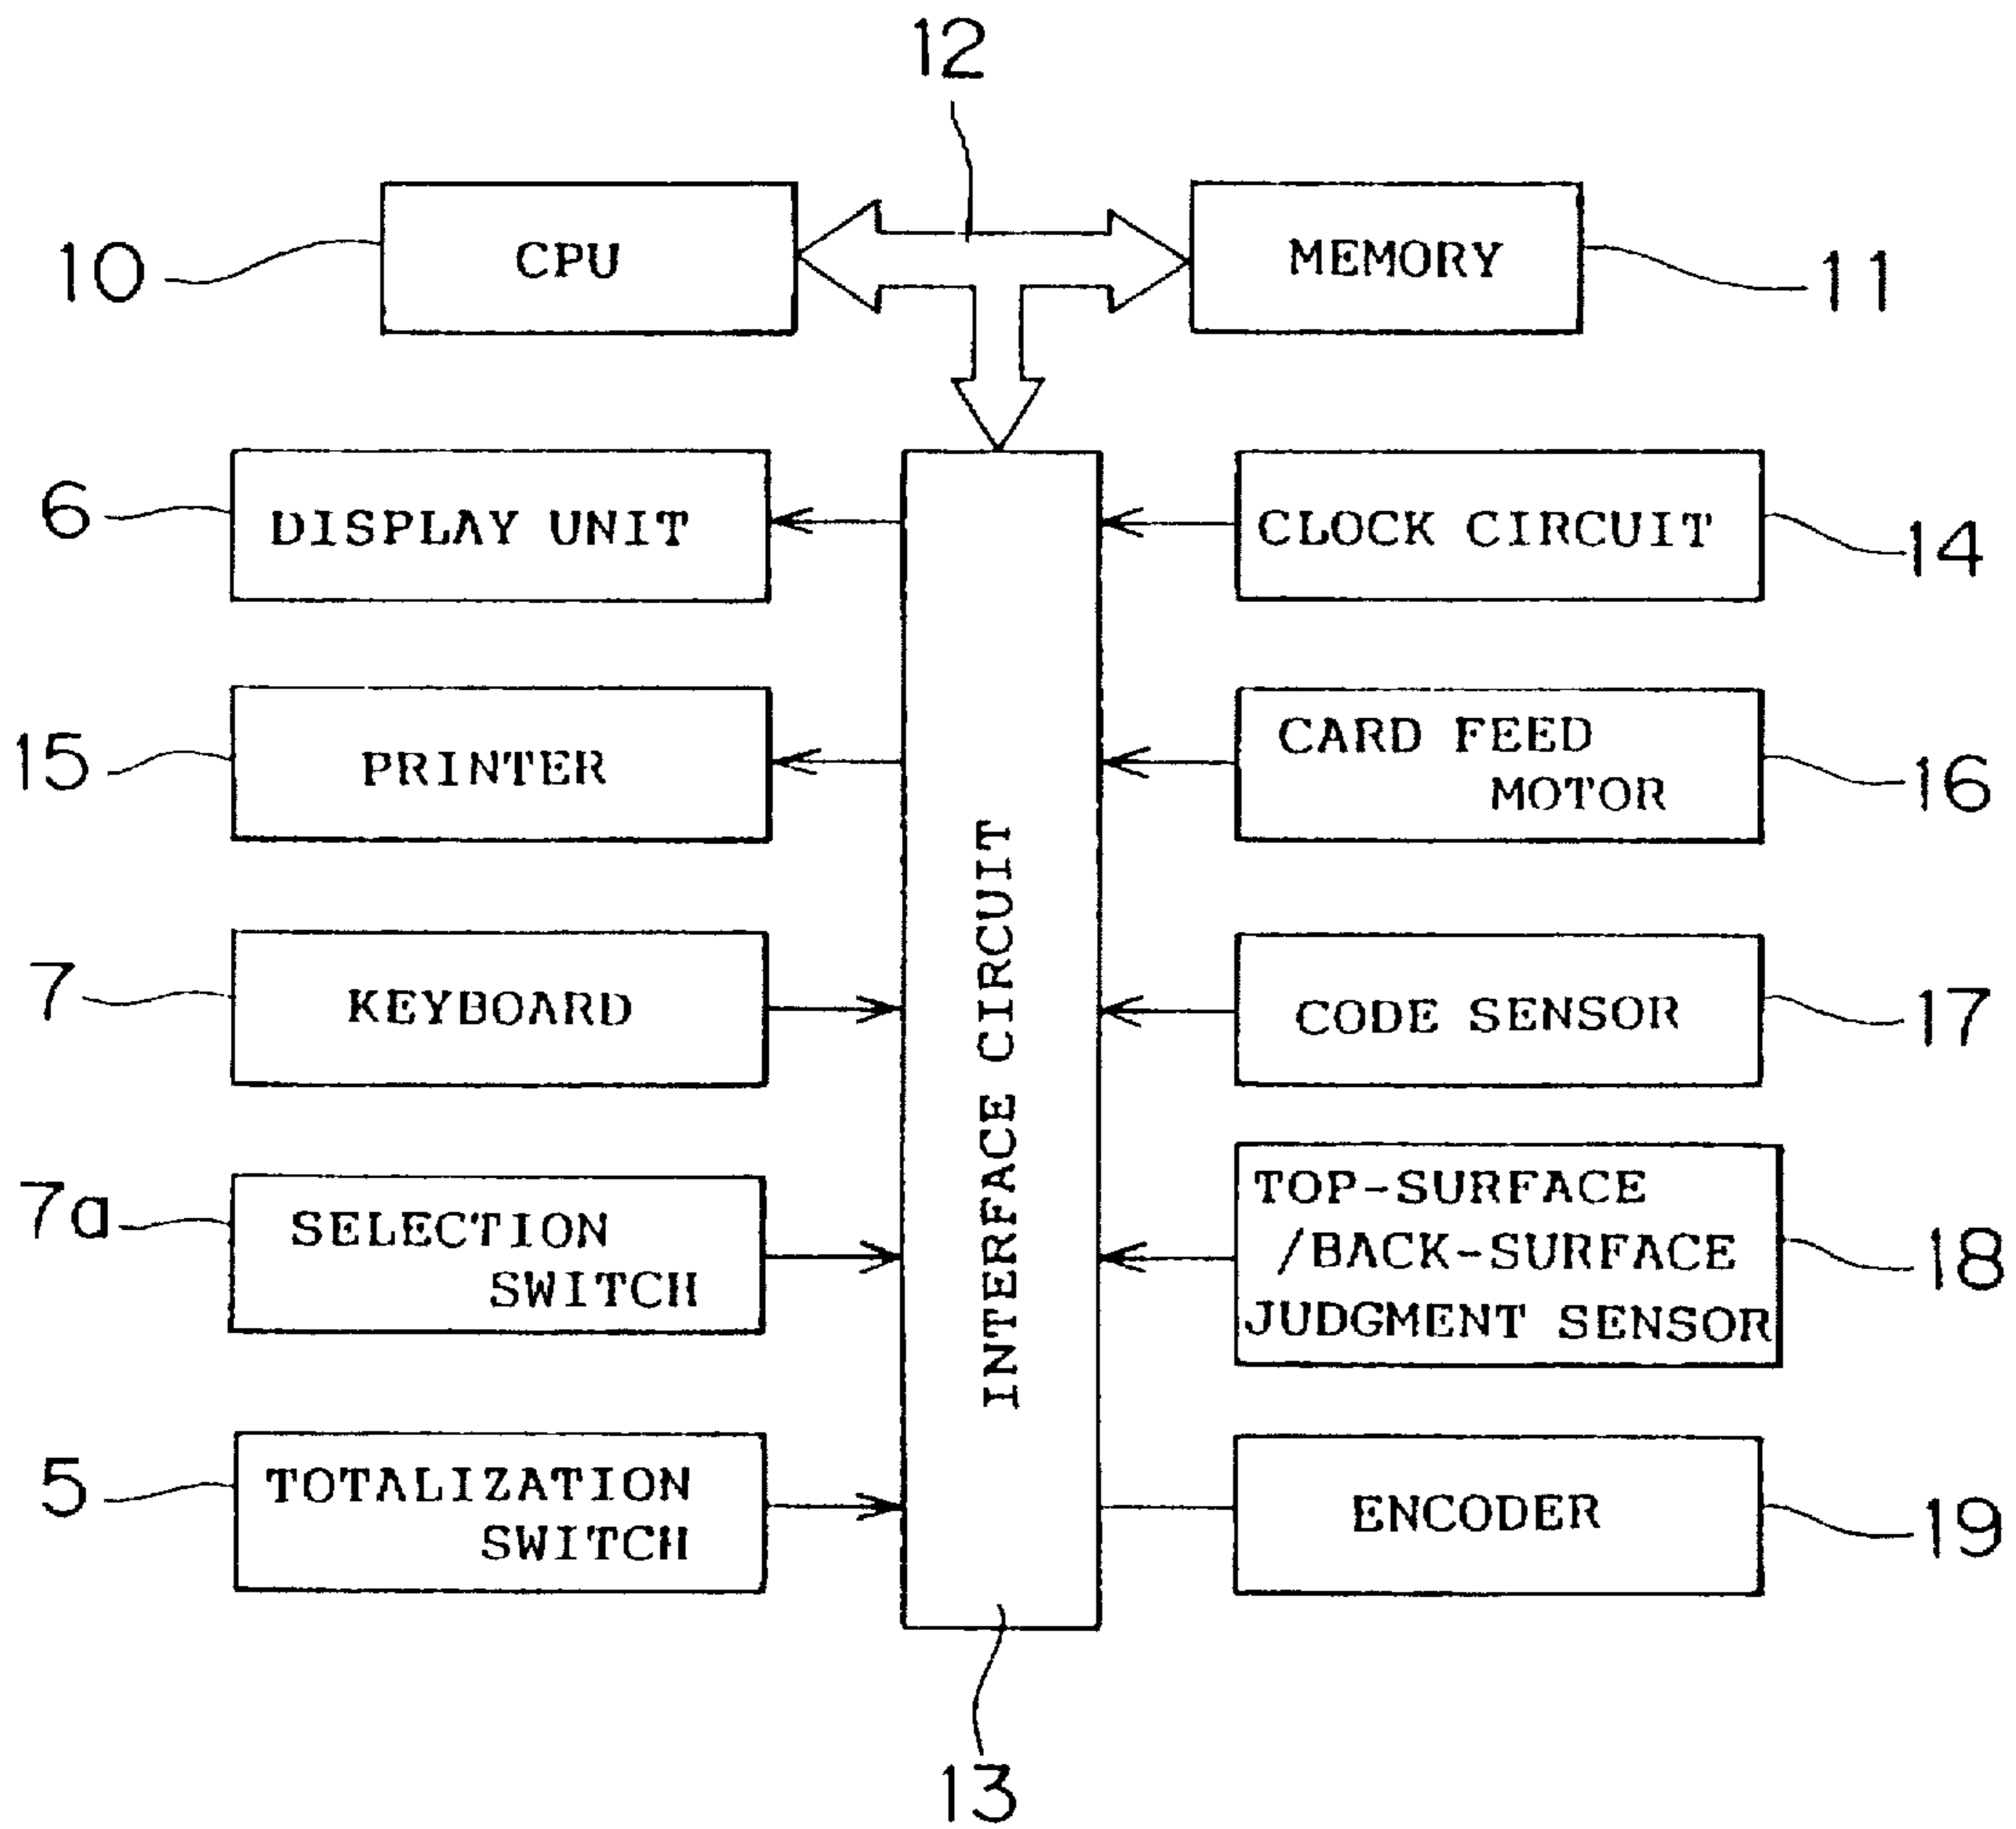 12
10
CPU
MEMORY
11
6
DISPLAY UNIT
CLOCK CIRCUIT
14
15
PRINTER
CARD FEED
MOTOR
16
7
KEYBOARD
CODE SENSOR
17
7a
SELECTION
SWITCH
TOP-SURFACE
/BACK-SURFACE
JUDGMENT SENSOR
18
5
TOTALIZATION
SWITCH
ENCODER
19
INTERFACE CIRCUIT
13